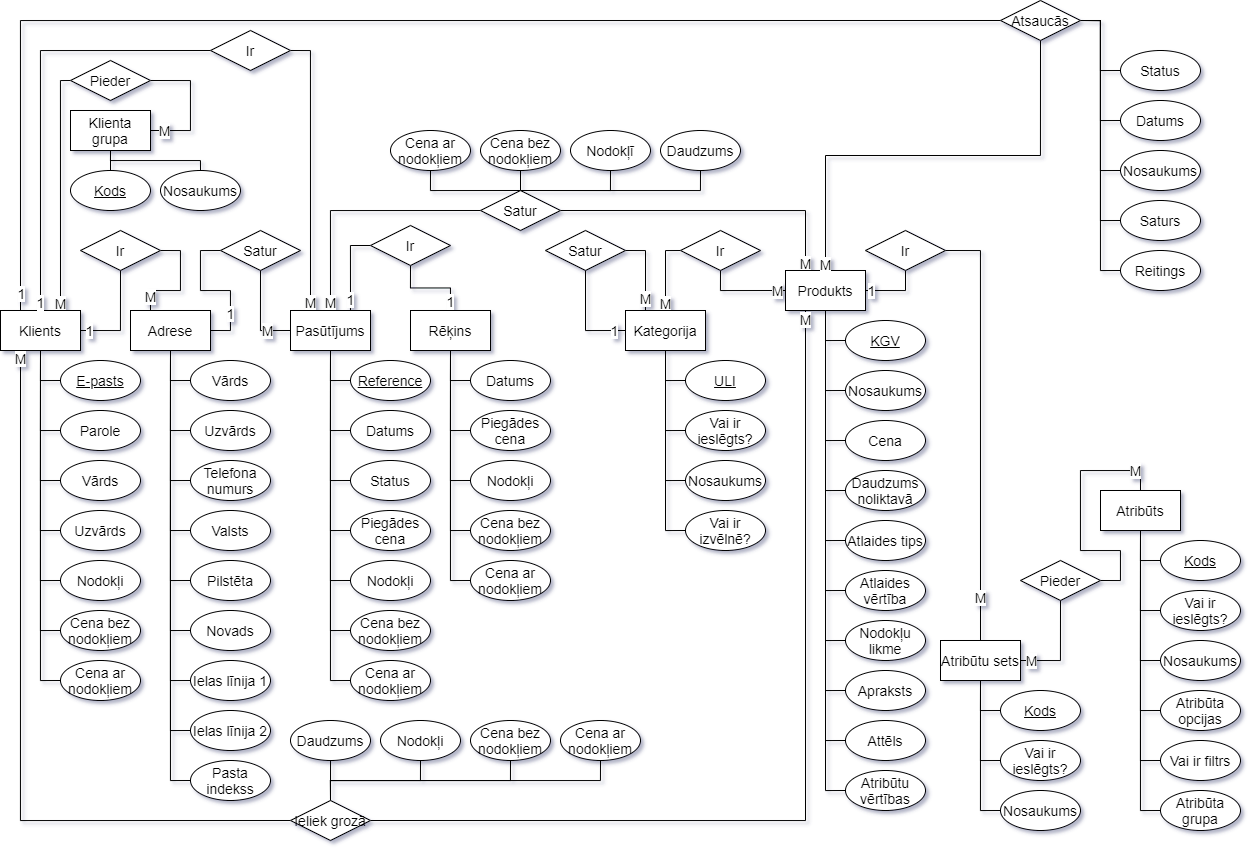 Atsaucās
Status
Datums
Nosaukums
Saturs
Reitings
Ir
Pieder
Klienta
grupa
M
Kods
Nosaukums
Cena ar
nodokļiem
Cena bez
nodokļiem
Nodokļī
Daudzums
Satur
Ir
Satur
Ir
Satur
Ir
Ir
1
1
M
M
1
M
M
1
1
M
M
1
M
1
M
M
M
M
M
1
M
Klients
Adrese
Pasūtījums
Rēķins
Kategorija
Produkts
M
E-pasts
Parole
Vārds
Uzvārds
Nodokļi
Cena bez
nodokļiem
Cena ar
nodokļiem
Vārds
Uzvārds
Telefona
numurs
Valsts
Pilstēta
Novads
Ielas līnija 1
Ielas līnija 2
Pasta
indekss
Reference
Datums
Status
Piegādes
cena
Nodokļi
Cena bez
nodokļiem
Cena ar
nodokļiem
Datums
Piegādes
cena
Nodokļi
Cena bez
nodokļiem
Cena ar
nodokļiem
ULI
Vai ir
ieslēgts?
Nosaukums
Vai ir
izvēlnē?
KGV
Nosaukums
Cena
Daudzums
noliktavā
Atlaides tips
Atlaides
vērtība
Nodokļu
likme
Apraksts
Attēls
Atribūtu
vērtības
M
Atribūtu sets
M
Kods
Vai ir
ieslēgts?
Nosaukums
Pieder
M
Atribūts
Kods
Vai ir
ieslēgts?
Nosaukums
Atribūta
opcijas
Vai ir filtrs
Atribūta
grupa
Daudzums
Nodokļi
Cena bez
nodokļiem
Cena ar
nodokļiem
Ieliek grozā